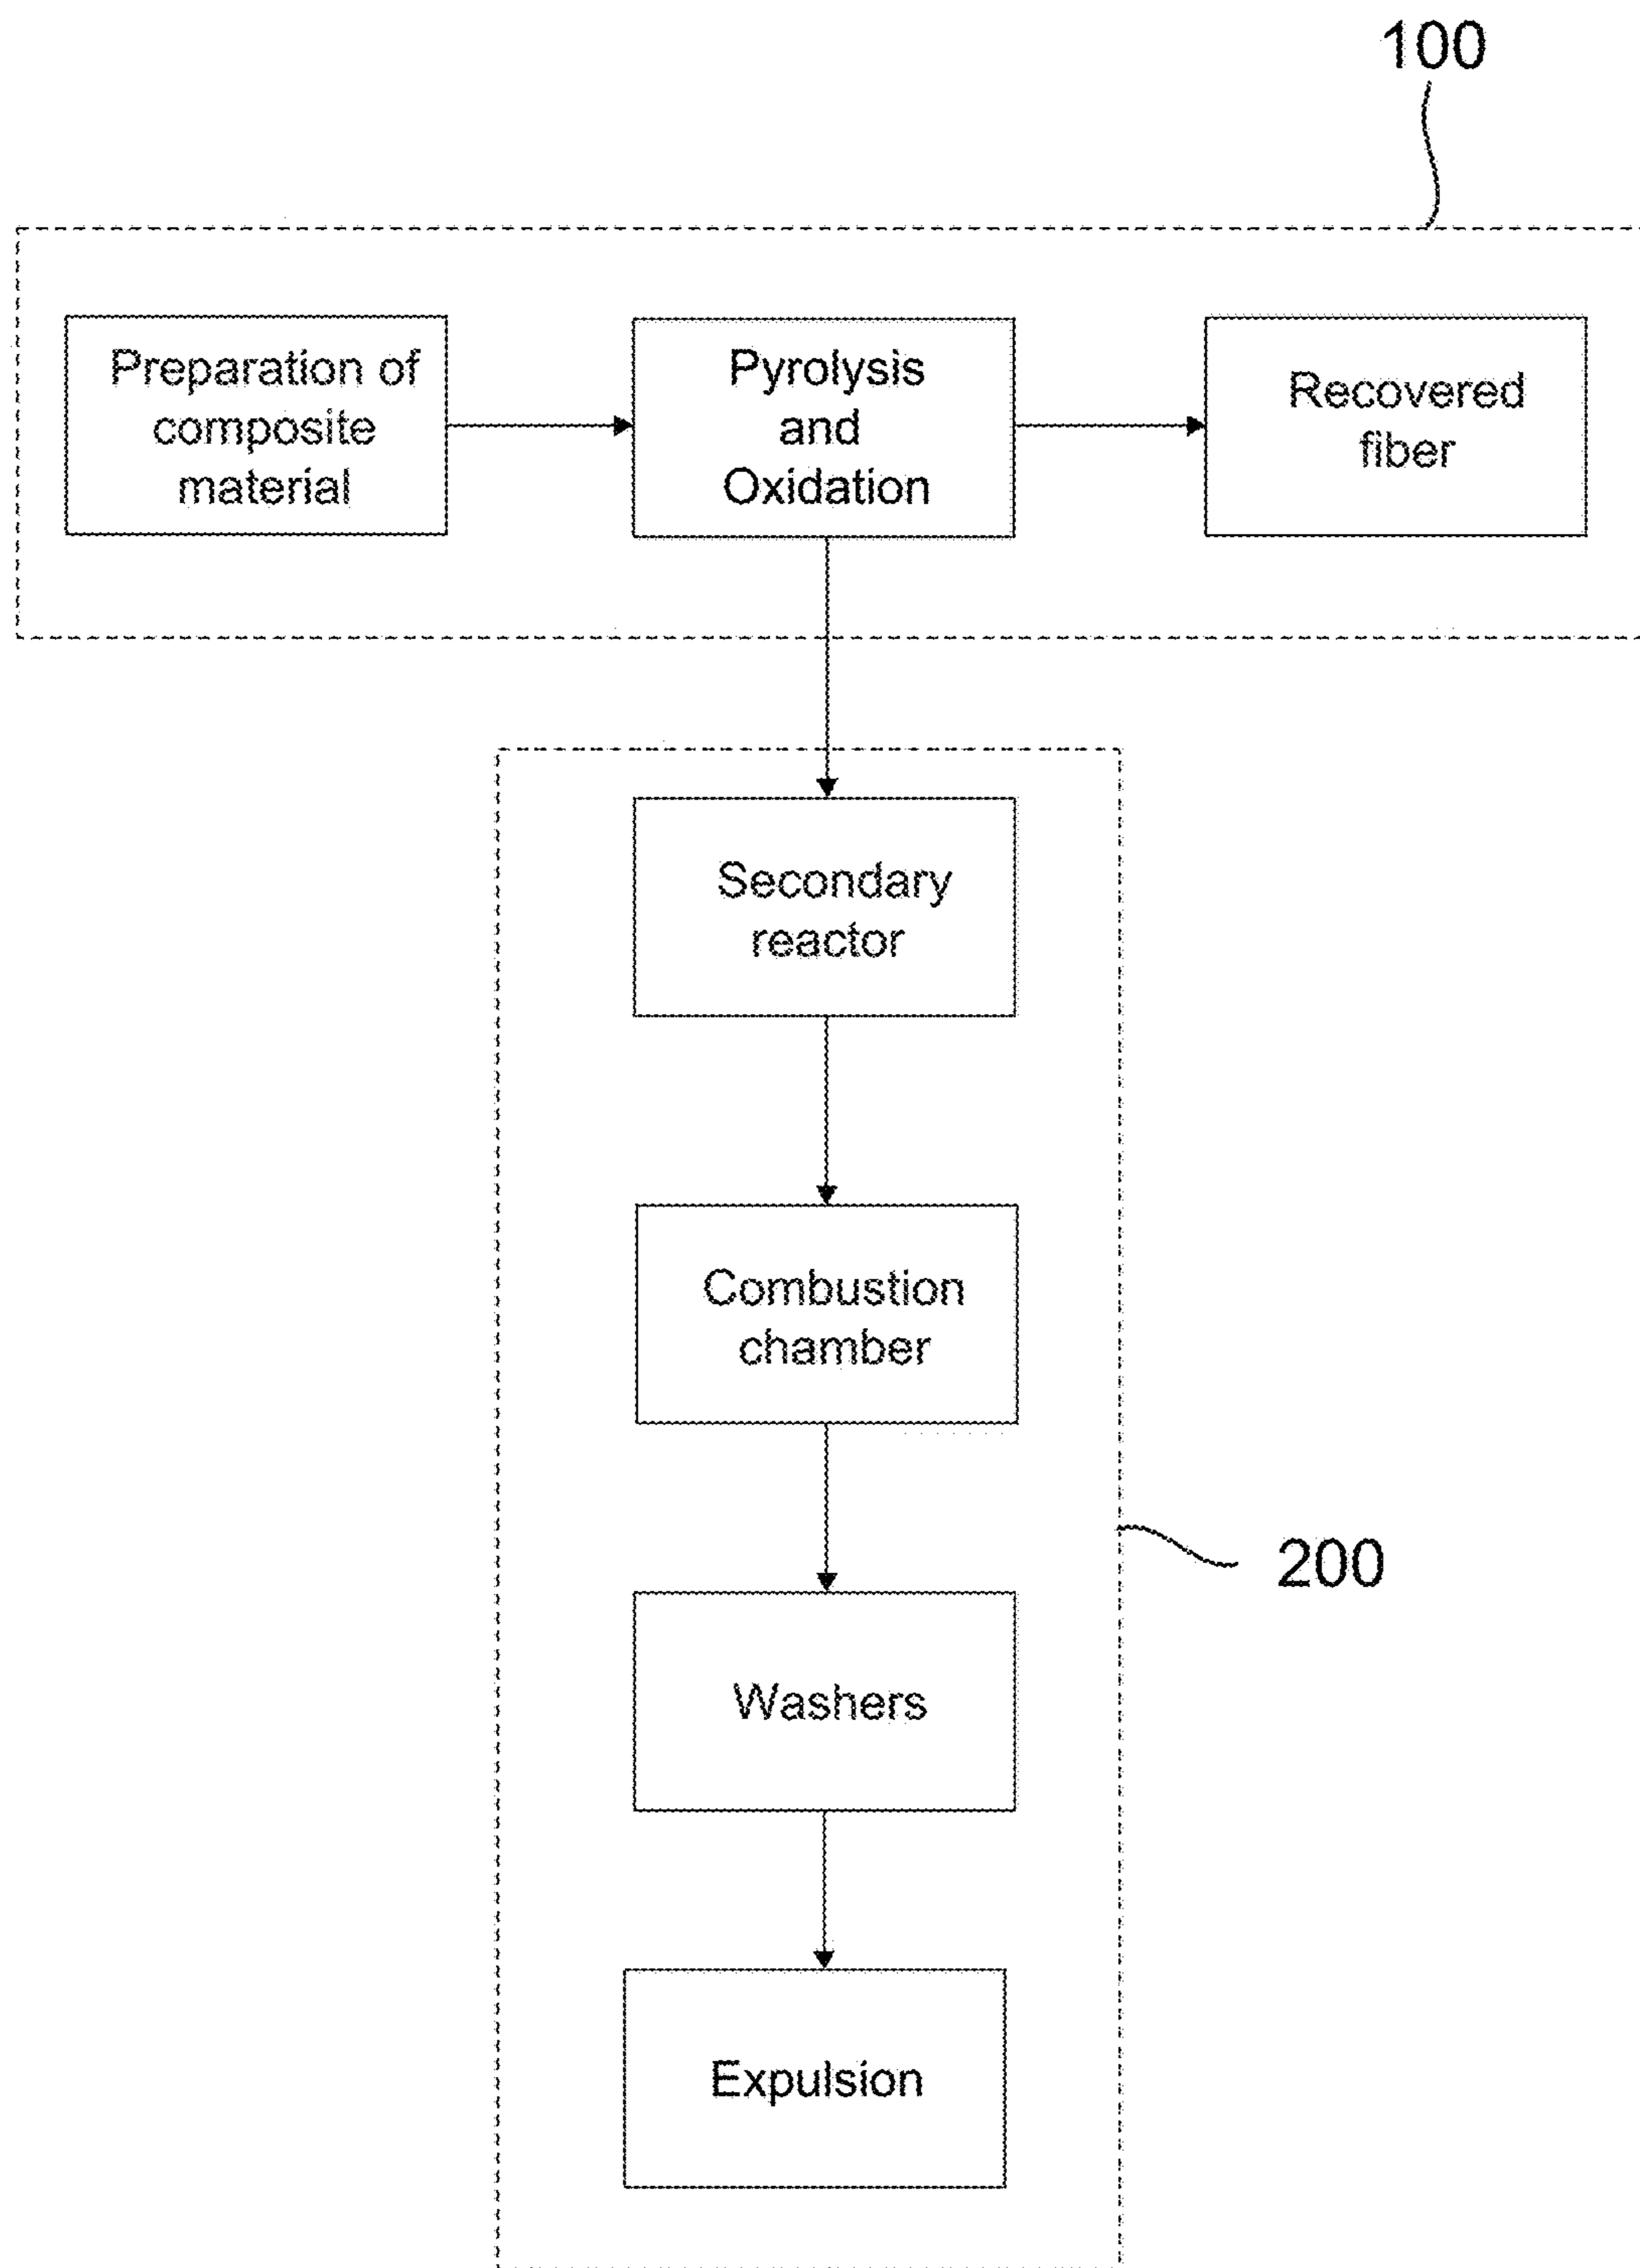 100
Preparation of
composite
material
Pyrolysis
and
Oxidation
Recovered
fiber
Secondary
reactor
Combustion
chamber
200
Washers
Expulsion